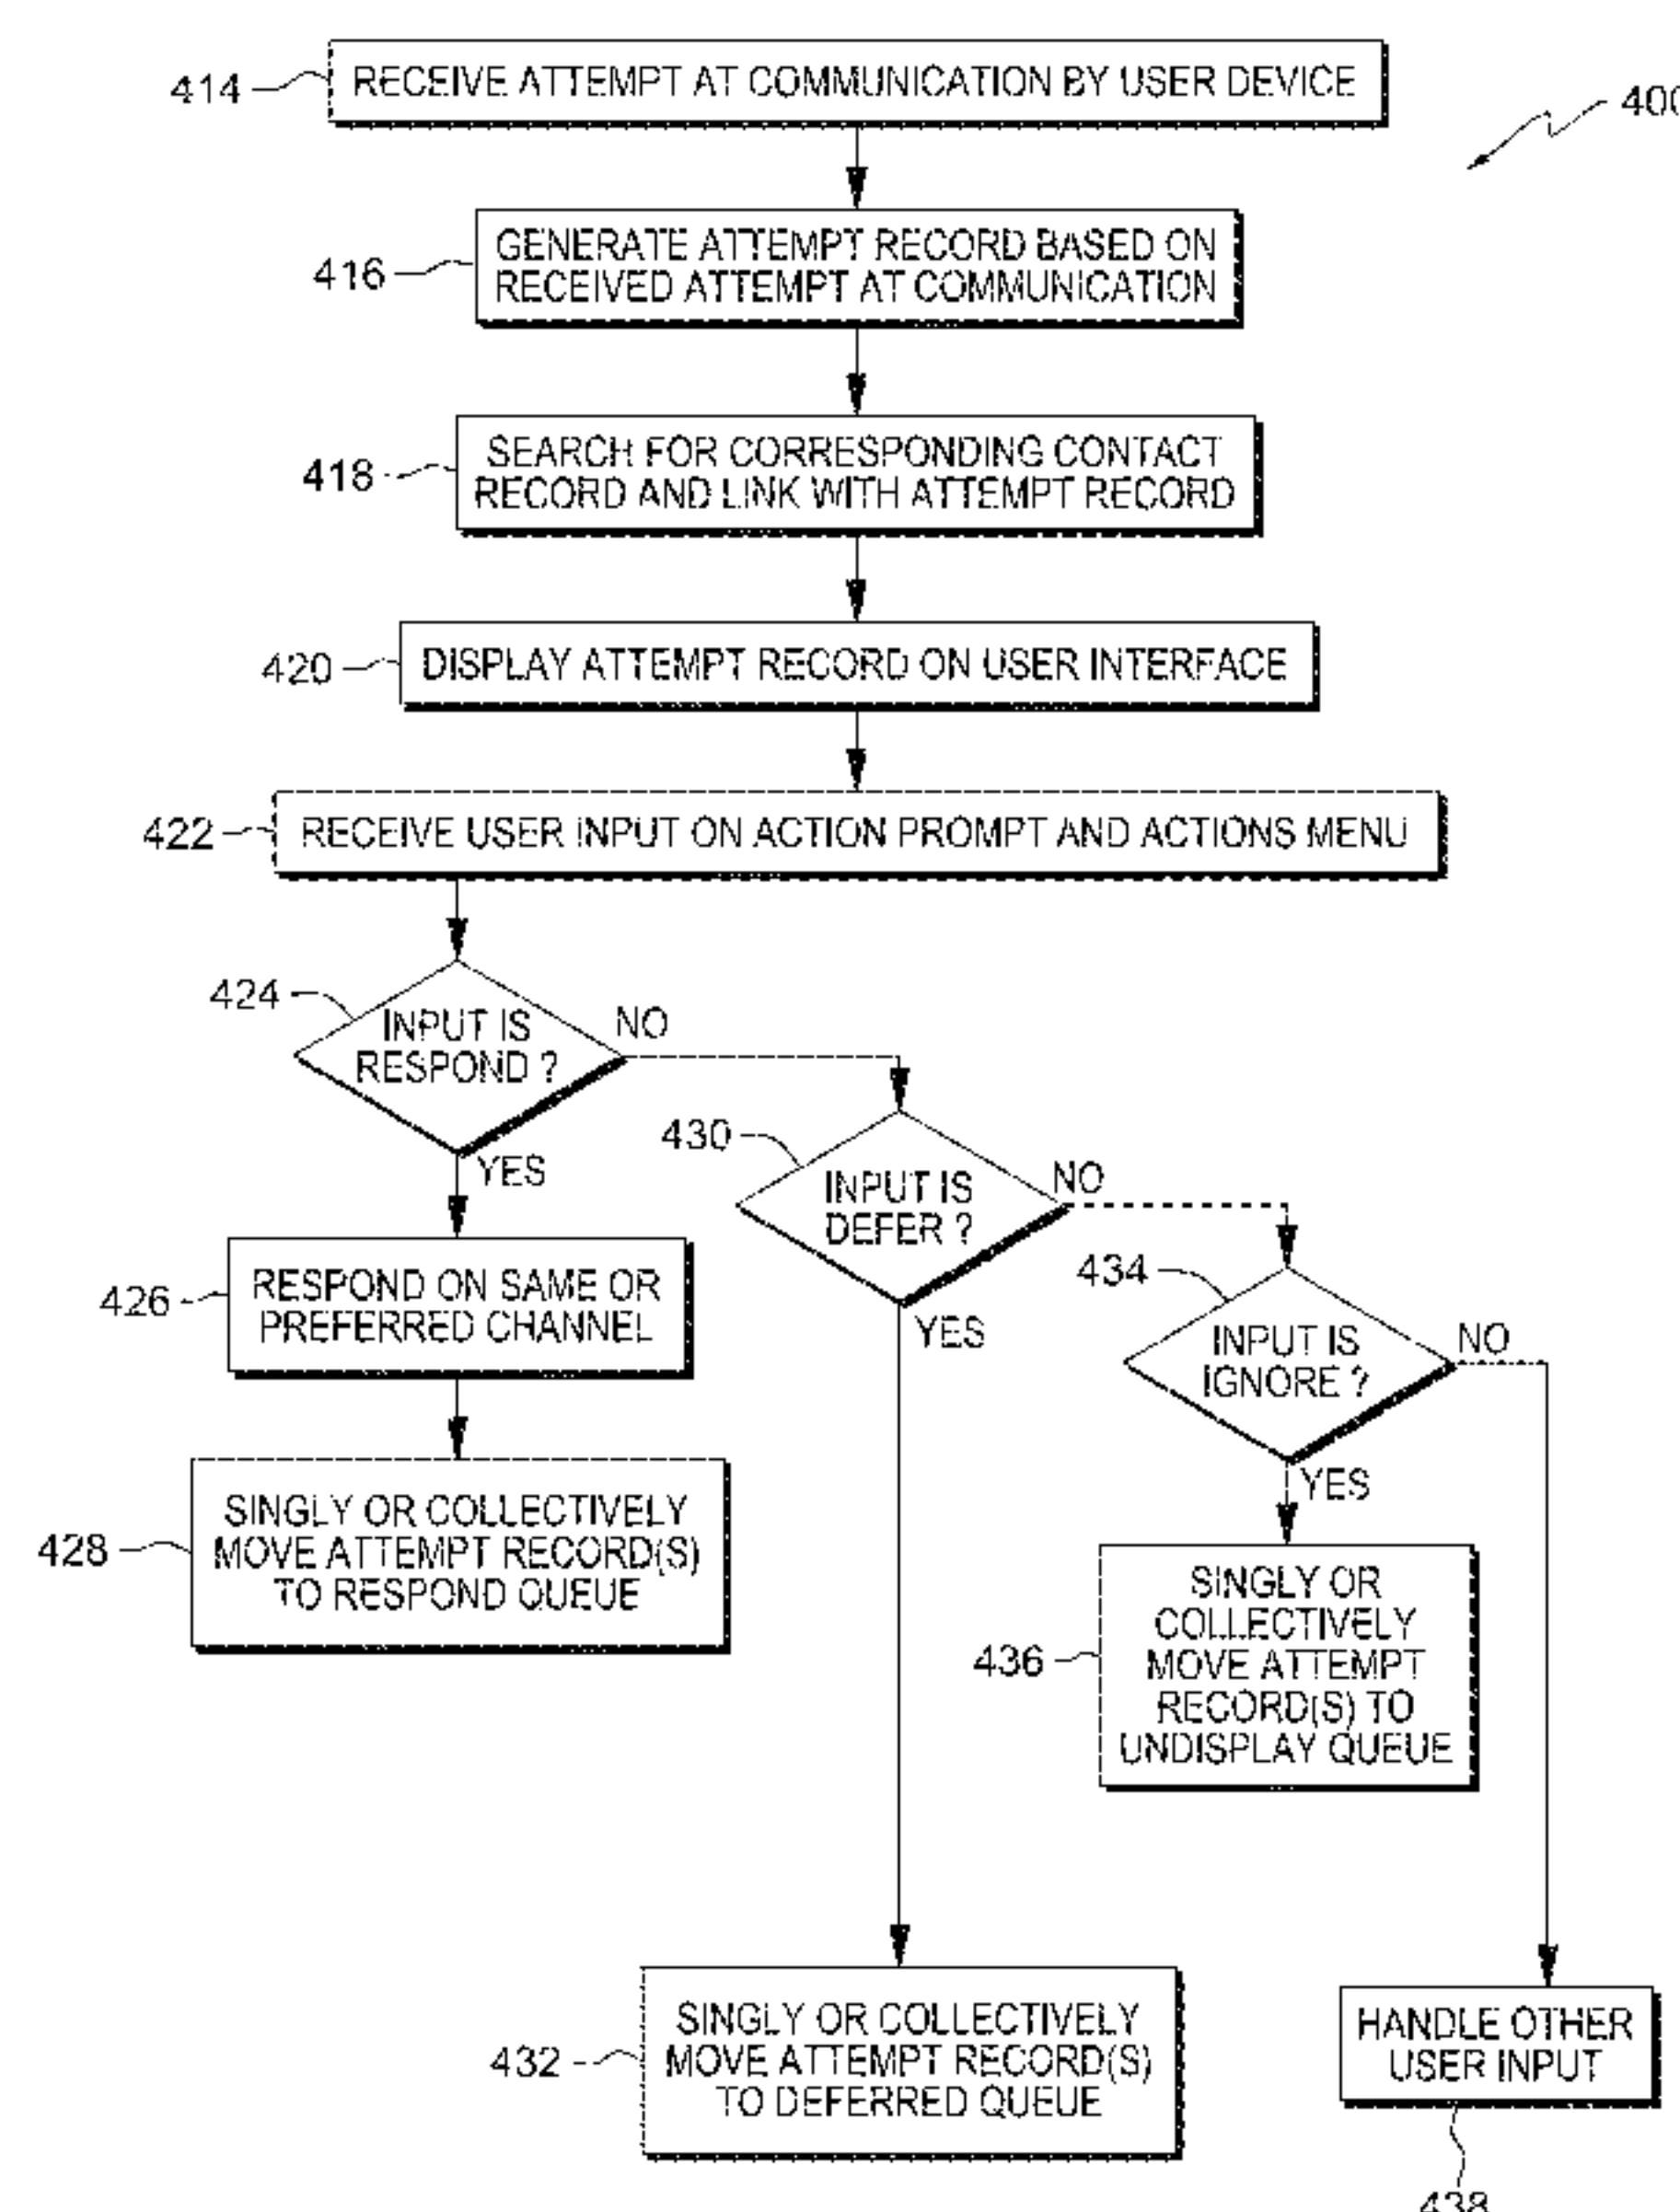 414
RECEIVE ATTEMPT AT COMMUNICATION BY USER DEVICE
400
416
GENERATE ATTEMPT RECORD BASED ON
RECEIVED ATTEMPT AT COMMUNICATION
418
SEARCH FOR CORRESPONDING CONTACT
RECORD AND LINK WITH ATTEMPT RECORD
420
DISPLAY ATTEMPT RECORD ON USER INTERFACE
422
RECEIVE USER INPUT ON ACTION PROMPT AND ACTIONS MENU
424
INPUT IS
RESPOND ?
NO
YES
430
INPUT IS
DEFER ?
NO
YES
434
INPUT IS
IGNORE ?
NO
YES
426
RESPOND ON SAME OR
PREFERRED CHANNEL
428
SINGLY OR COLLECTIVELY
MOVE ATTEMPT RECORD(S)
TO RESPOND QUEUE
436
SINGLY OR
COLLECTIVELY
MOVE ATTEMPT
RECORD(S) TO
UNDISPLAY QUEUE
432
SINGLY OR COLLECTIVELY
MOVE ATTEMPT RECORD(S)
TO DEFERRED QUEUE
HANDLE OTHER
USER INPUT
438